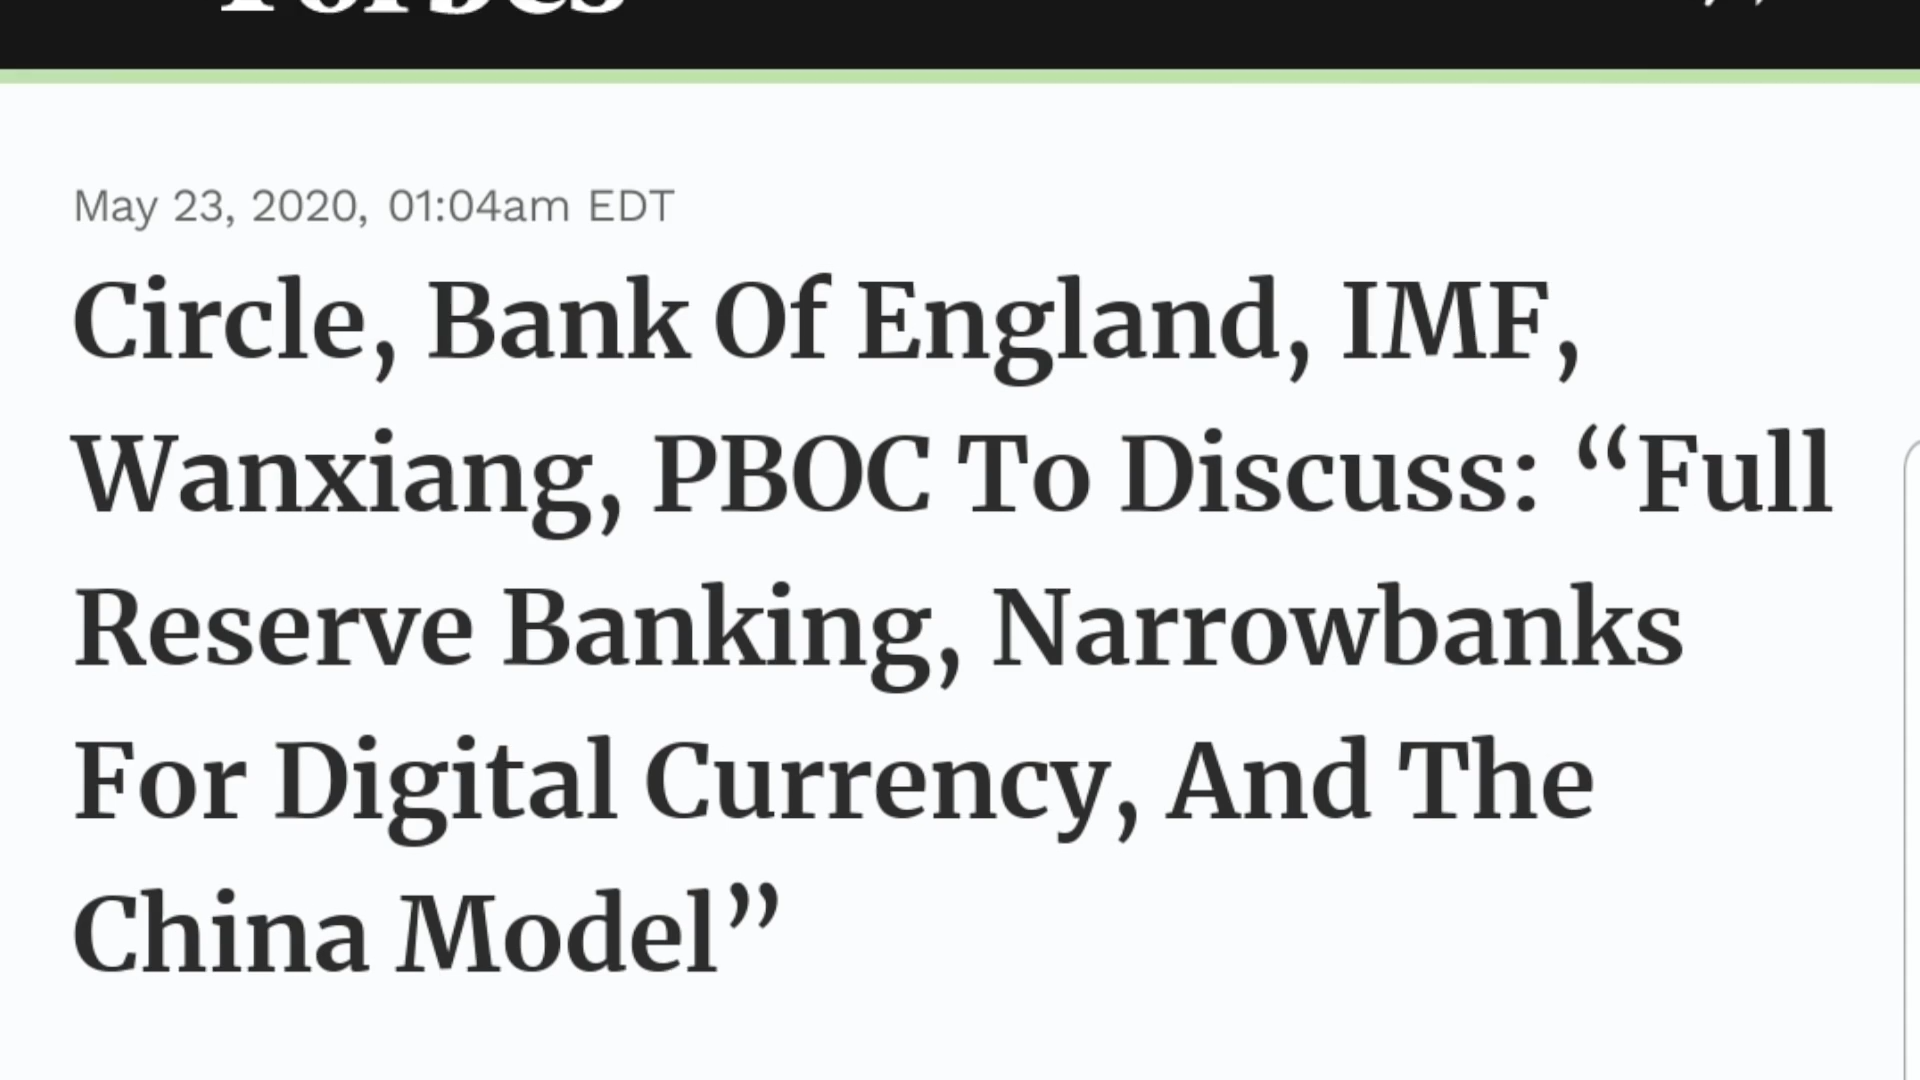 Forbes
May 23, 2020, 01:04am EDT
Circle, Bank Of England, IMF,
Wanxiang, PBOC To Discuss: “Full
Reserve Banking, Narrowbanks
For Digital Currency, And The
China Model”